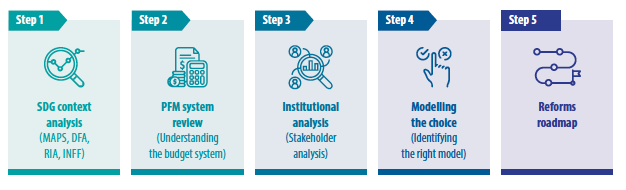 Step 1
SDG context
analysis
(MAPS, DFA,
RIA, INFF)
Step 2
PFM system
review
(Understanding
the budget system)
Step 3
Institutional
analysis
(Stakeholder
analysis)
Step 4
Modelling
the choice
(Identifying
the right model)
Step 5
Reforms
roadmap